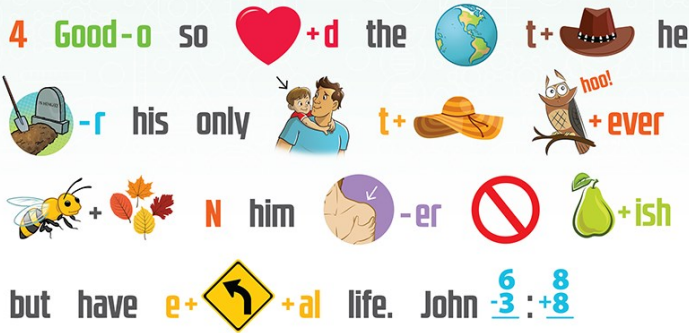 4 Good-o so +d the t+ he
-r his only t+ hoo! +ever
+ N him -er +ish
but have e+ +al life. John 6 -3 : 8 +8